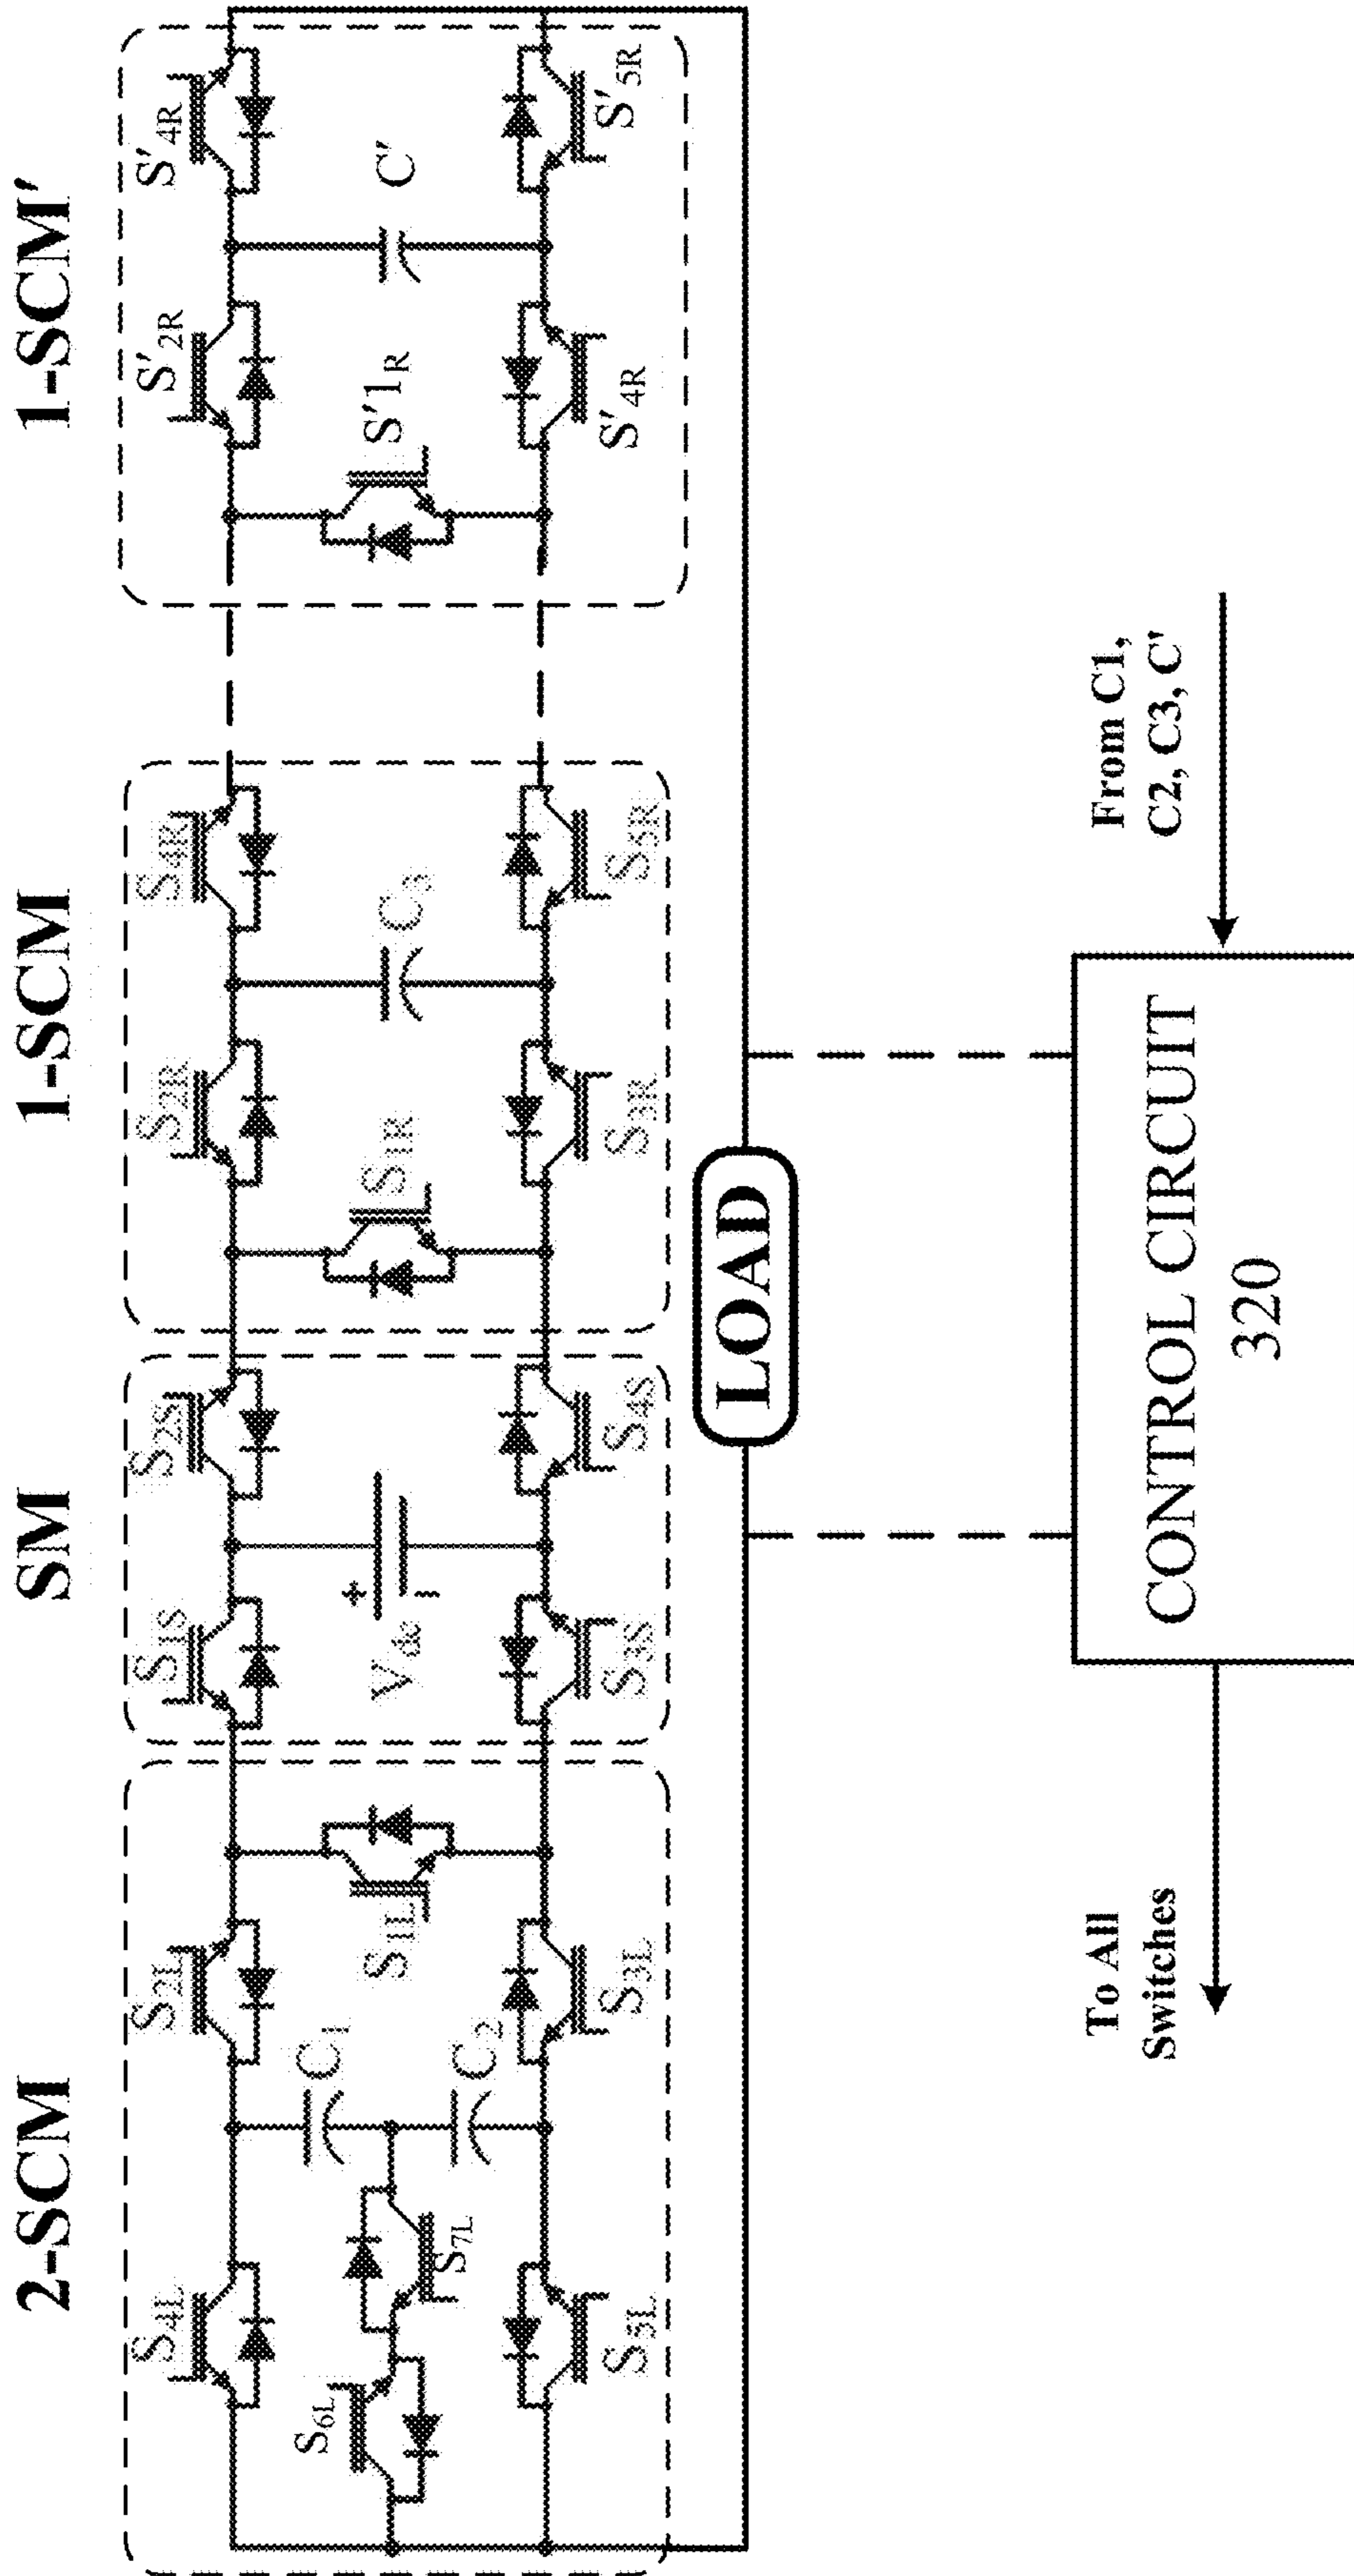 2-SCM
SM
1-SCM
1-SCM'
S4L
S2L
S1S
S2S
S2R
S4R
S'2R
S'4R
S6L
C1
S7L
C2
S1L
Vdc
+
-
S1R
C3
S'1R
C'
S5L
S3L
S3S
S4S
S3R
S5R
S'4R
S'5R
LOAD
To All
Switches
CONTROL CIRCUIT
320
From C1,
C2, C3, C'